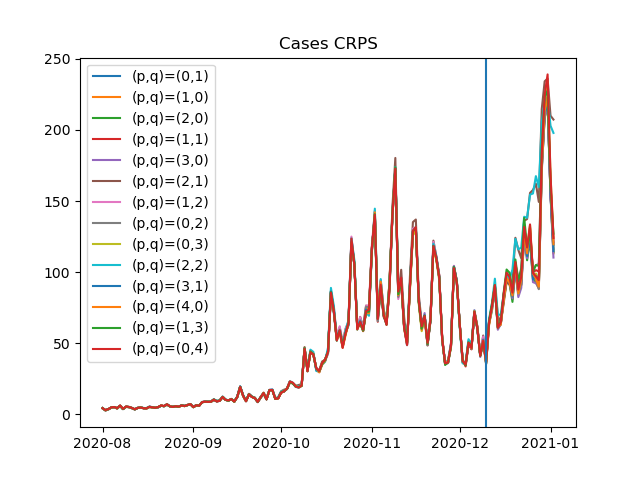 Cases CRPS
250
200
150
100
50
0
(p,q)=(0,1)
(p,q)=(1,0)
(p,q)=(2,0)
(p,q)=(1,1)
(p,q)=(3,0)
(p,q)=(2,1)
(p,q)=(1,2)
(p,q)=(0,2)
(p,q)=(0,3)
(p,q)=(2,2)
(p,q)=(3,1)
(p,q)=(4,0)
(p,q)=(1,3)
(p,q)=(0,4)
2020-08 2020-09 2020-10 2020-11 2020-12 2021-01